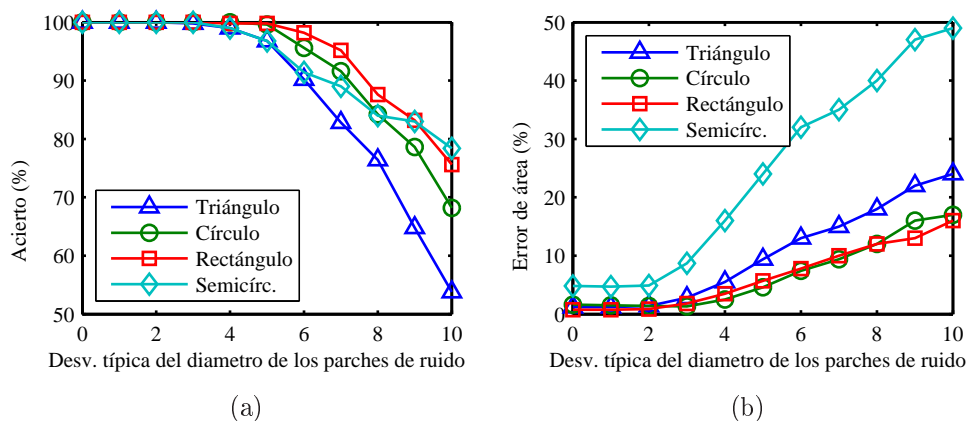 100
90
80
70
60
50
Acierto (%)
Triángulo
Círculo
Rectángulo
Semicírc.
0 2 4 6 8 10
Desv. típica del diametro de los parches de ruido
(a)
50
40
30
20
10
0
Error de área (%)
Triángulo
Círculo
Rectángulo
Semicírc.
0 2 4 6 8 10
Desv. típica del diametro de los parches de ruido
(b)